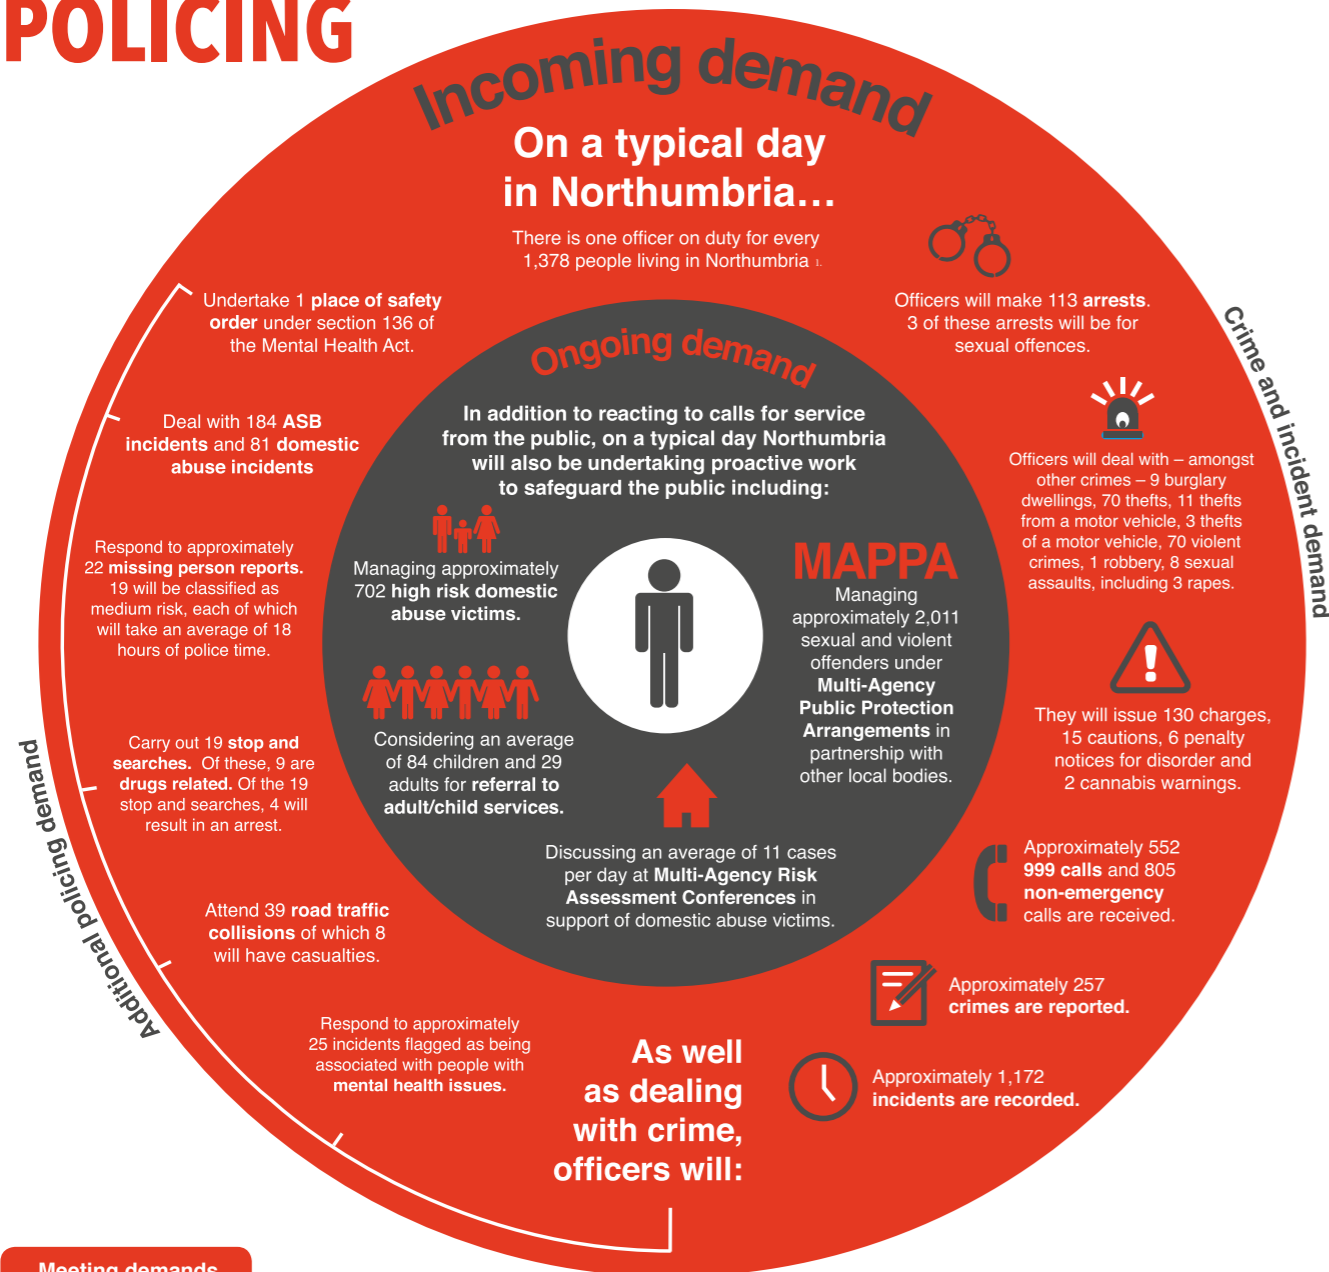 POLICING
Incoming demand
On a typical day
in Northumbria...
There is one officer on duty for every
1,378 people living in Northumbria 1.
Officers will make 113 arrests.
3 of these arrests will be for
sexual offences.
Crime and incident demand
Officers will deal with – amongst
other crimes – 9 burglary
dwellings, 70 thefts, 11 thefts
from a motor vehicle, 3 thefts
of a motor vehicle, 70 violent
crimes, 1 robbery, 8 sexual
assaults, including 3 rapes.
They will issue 130 charges,
15 cautions, 6 penalty
notices for disorder and
2 cannabis warnings.
Approximately 552
999 calls and 805
non-emergency
calls are received.
Approximately 257
crimes are reported.
Approximately 1,172
incidents are recorded.
As well
as dealing
with crime,
officers will:
Respond to approximately
25 incidents flagged as being
associated with people with
mental health issues.
Attend 39 road traffic
collisions of which 8
will have casualties.
Carry out 19 stop and
searches. Of these, 9 are
drugs related. Of the 19
stop and searches, 4 will
result in an arrest.
Respond to approximately
22 missing person reports.
19 will be classified as
medium risk, each of which
will take an average of 18
hours of police time.
Deal with 184 ASB
incidents and 81 domestic
abuse incidents
Undertake 1 place of safety
order under section 136 of
the Mental Health Act.
Additional policing demand
Ongoing demand
In addition to reacting to calls for service
from the public, on a typical day Northumbria
will also be undertaking proactive work
to safeguard the public including:
Managing approximately
702 high risk domestic
abuse victims.
Considering an average
of 84 children and 29
adults for referral to
adult/child services.
MAPPA
Managing
approximately 2,011
sexual and violent
offenders under
Multi-Agency
Public Protection
Arrangements in
partnership with
other local bodies.
Discussing an average of 11 cases
per day at Multi-Agency Risk
Assessment Conferences in
support of domestic abuse victims.
Meeting demands